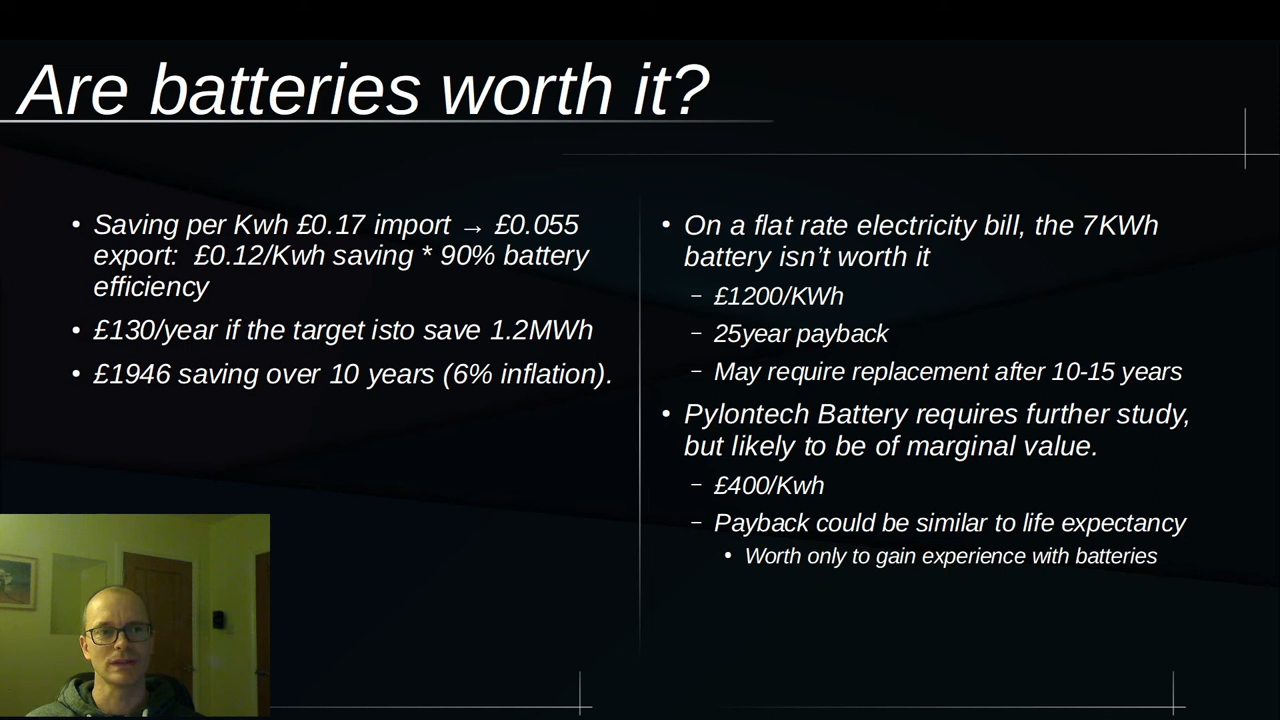 Are batteries worth it?
• Saving per Kwh £0.17 import → £0.055
export:  £0.12/Kwh saving * 90% battery
efficiency
• £130/year if the target isto save 1.2MWh
• £1946 saving over 10 years (6% inflation).
• On a flat rate electricity bill, the 7KWh
battery isn’t worth it
– £1200/KWh
– 25year payback
– May require replacement after 10-15 years
• Pylontech Battery requires further study,
but likely to be of marginal value.
– £400/Kwh
– Payback could be similar to life expectancy
• Worth only to gain experience with batteries